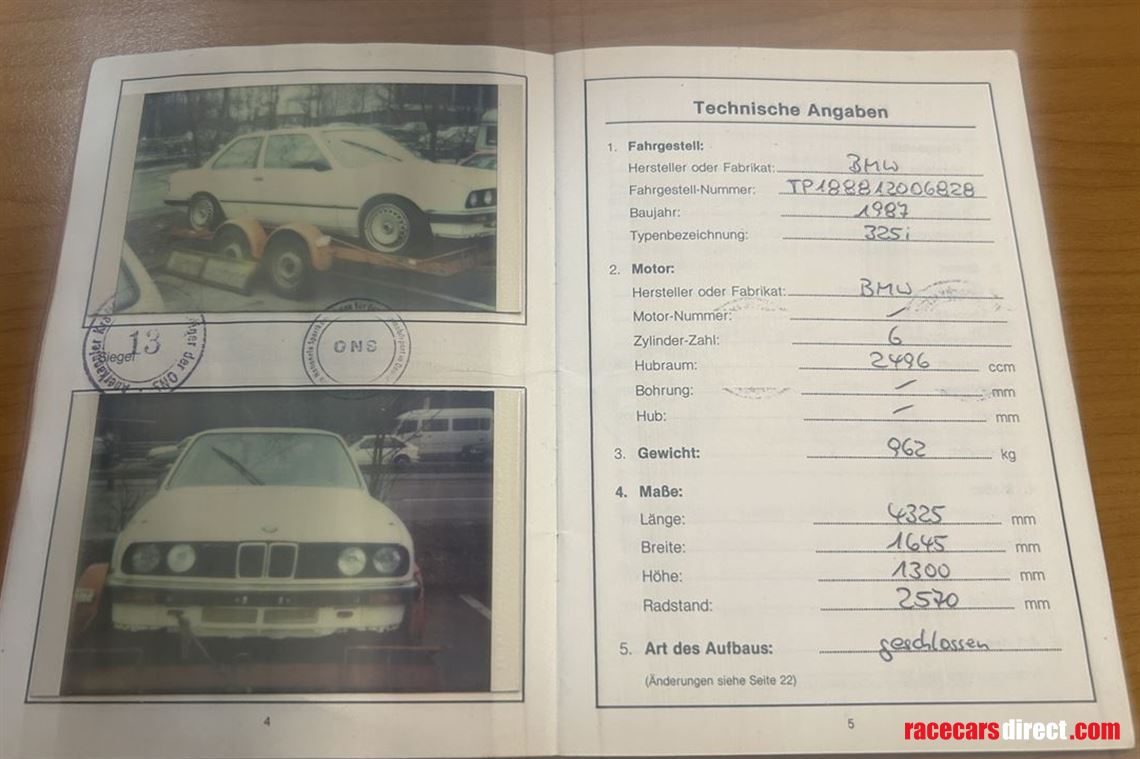 Siegel
13
ONS
4
Technische Angaben
1. Fahrgestell:
Hersteller oder Fabrikat: BMW
Fahrgestell-Nummer: TP188812006828
Baujahr: 1987
Typenbezeichnung: 325i
2. Motor:
Hersteller oder Fabrikat: BMW
Motor-Nummer: /
Zylinder-Zahl: 6
Hubraum: 2496 ccm
Bohrung: / mm
Hub: / mm
3. Gewicht: 962 kg
4. Maße:
Länge: 4325 mm
Breite: 1645 mm
Höhe: 1300 mm
Radstand: 2570 mm
5. Art des Aufbaus: geschlossen
(Änderungen siehe Seite 22)
5
racecarsdirect.com